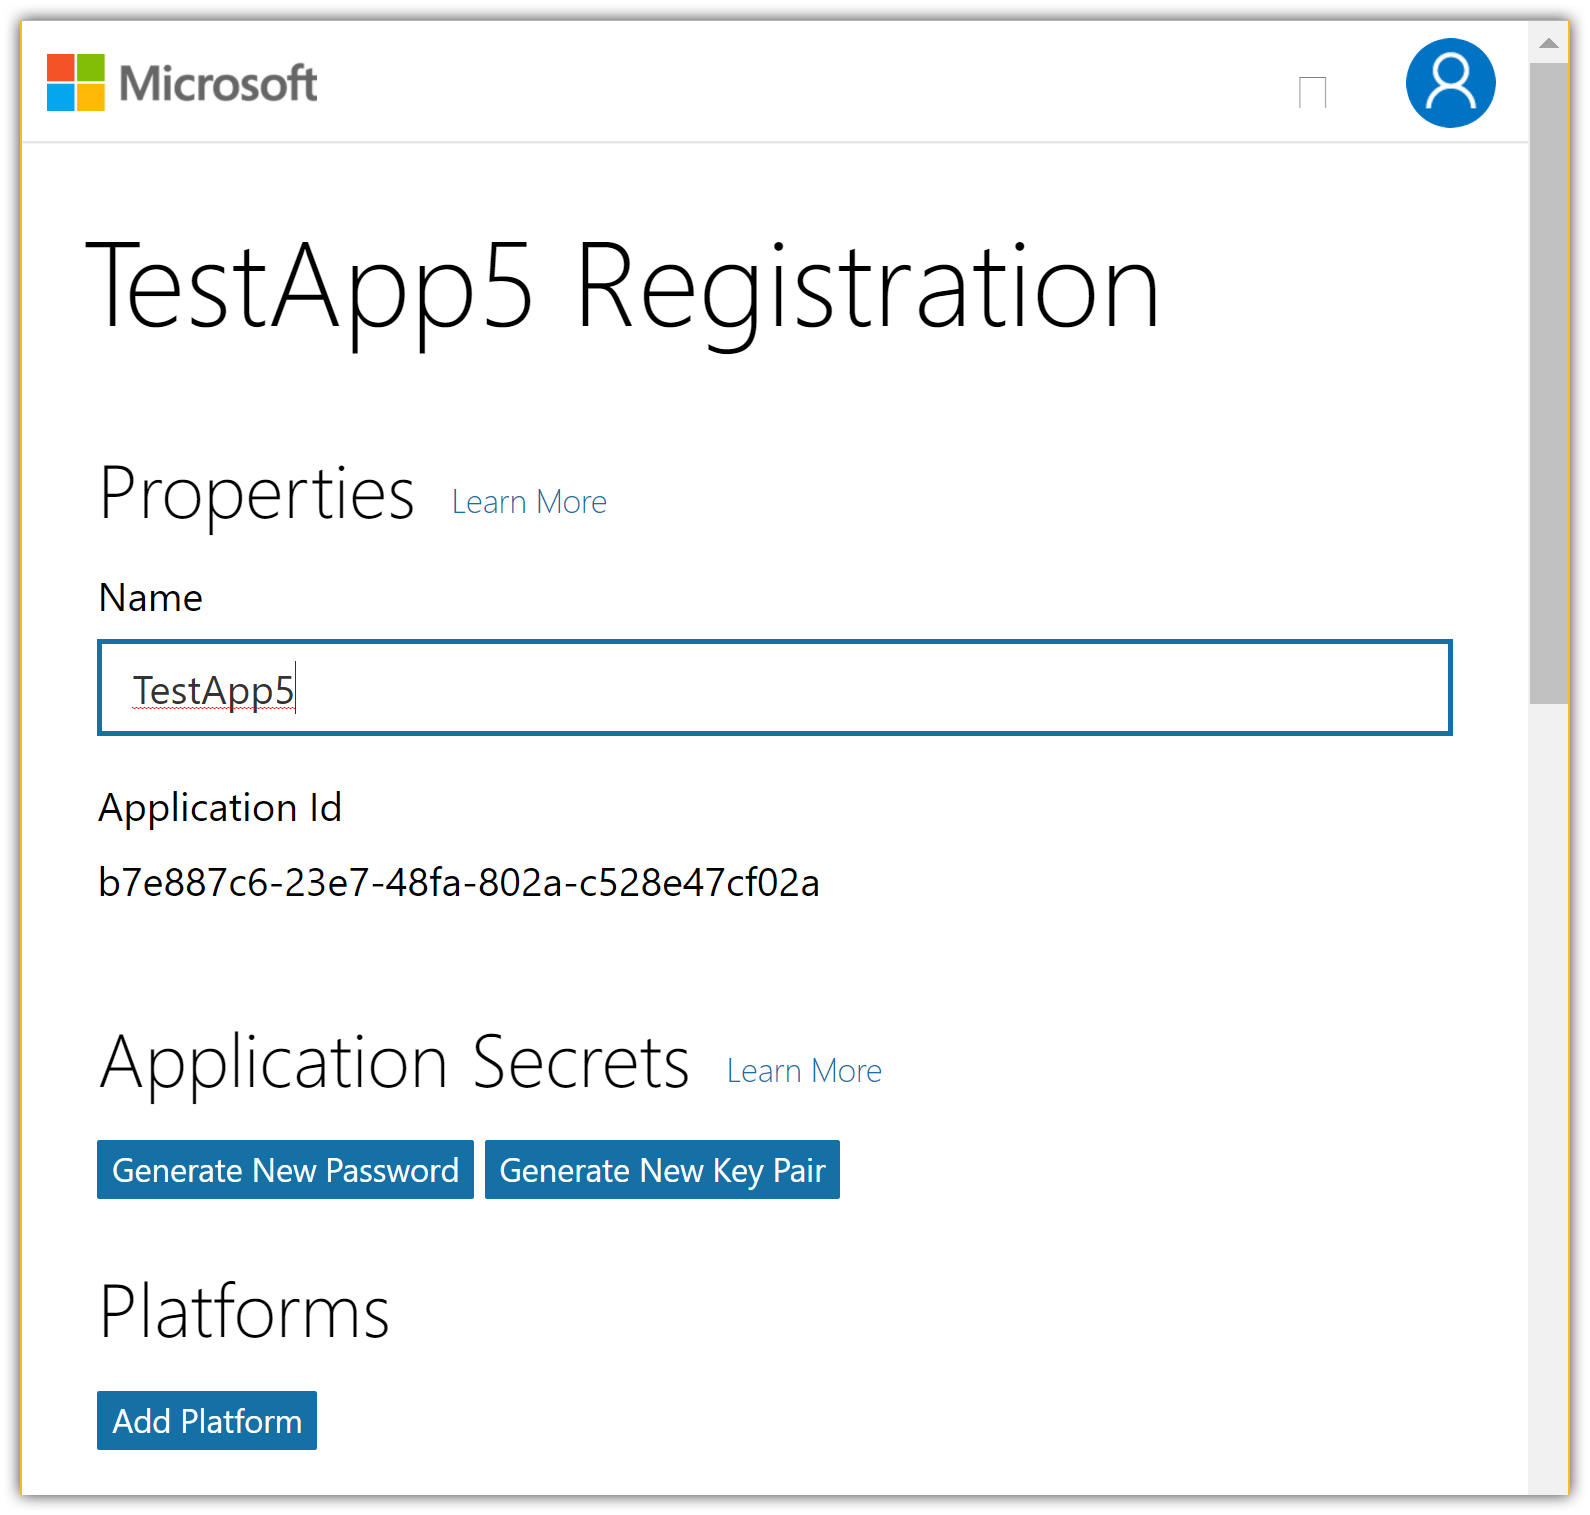 Microsoft
TestApp5 Registration
Properties Learn More
Name
TestApp5
Application Id
b7e887c6-23e7-48fa-802a-c528e47cf02a
Application Secrets Learn More
Generate New Password Generate New Key Pair
Platforms
Add Platform